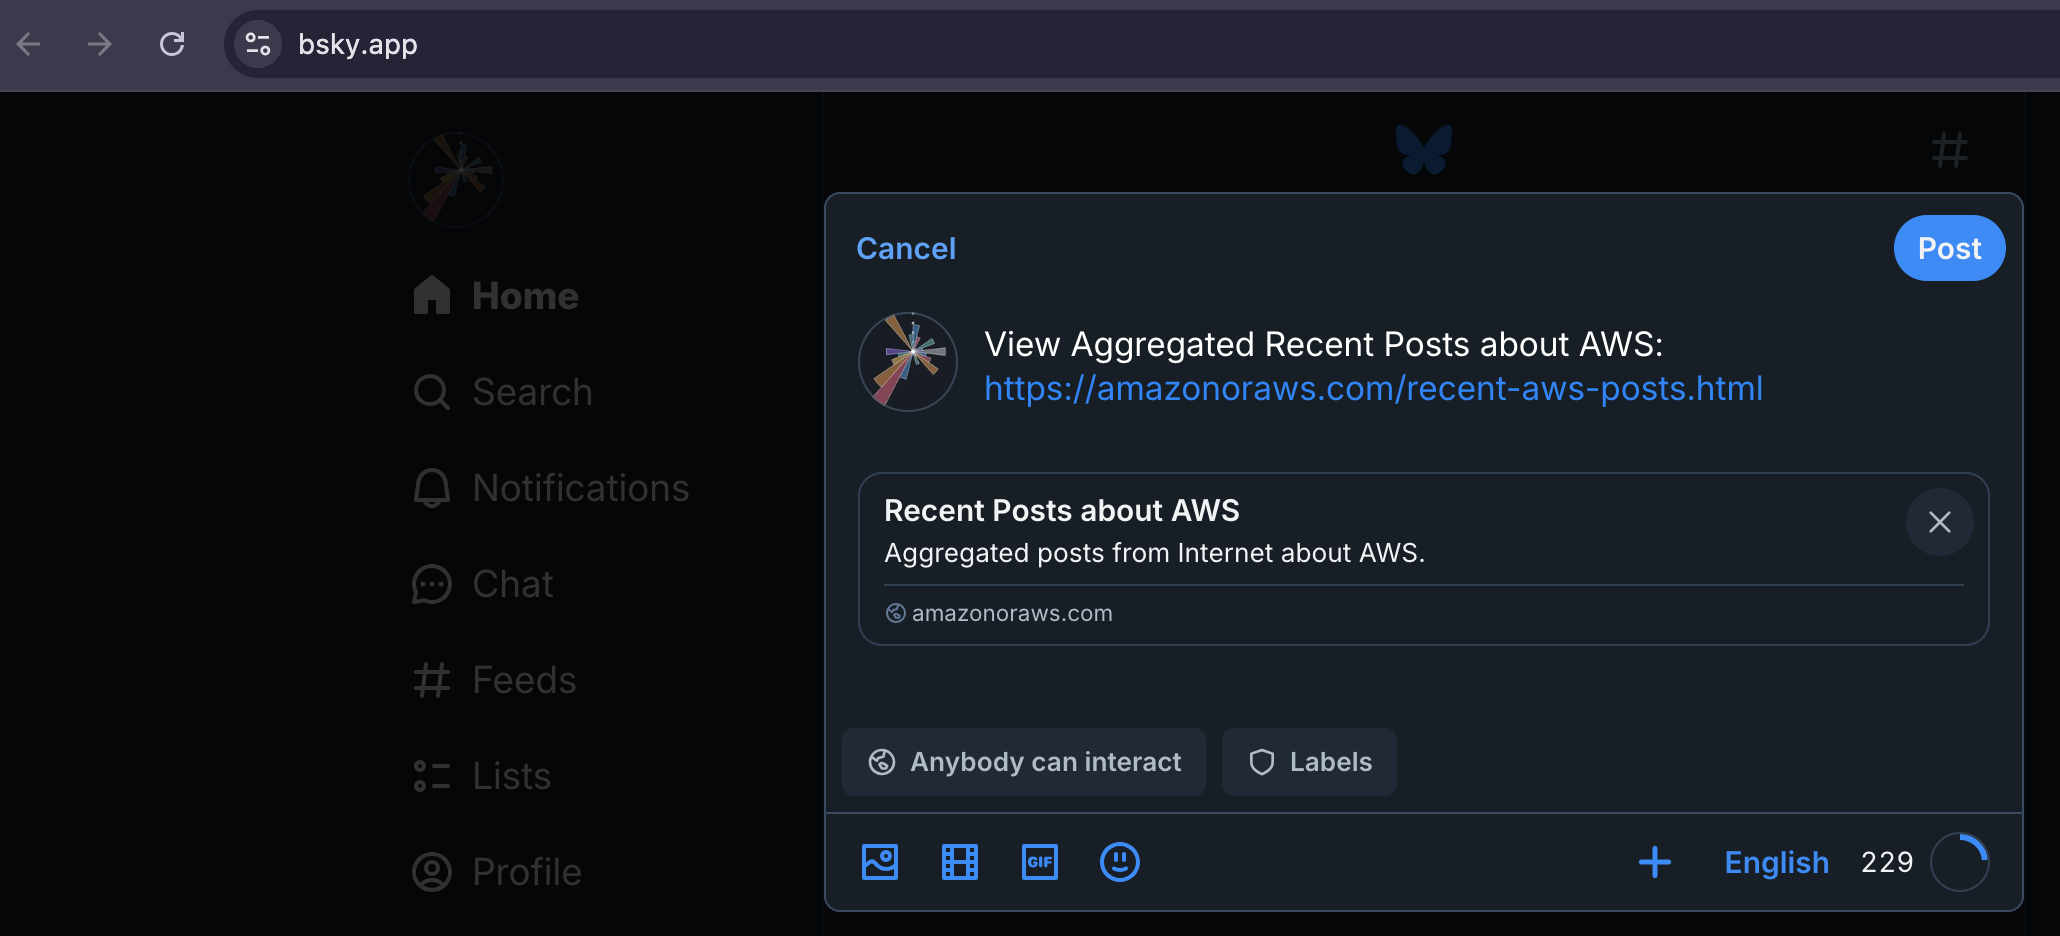 bsky.app
Home
Search
Notifications
Chat
Feeds
Lists
Profile
Cancel
Post
View Aggregated Recent Posts about AWS:
https://amazonoraws.com/recent-aws-posts.html
Recent Posts about AWS
Aggregated posts from Internet about AWS.
amazonoraws.com
Anybody can interact
Labels
GIF
English
229